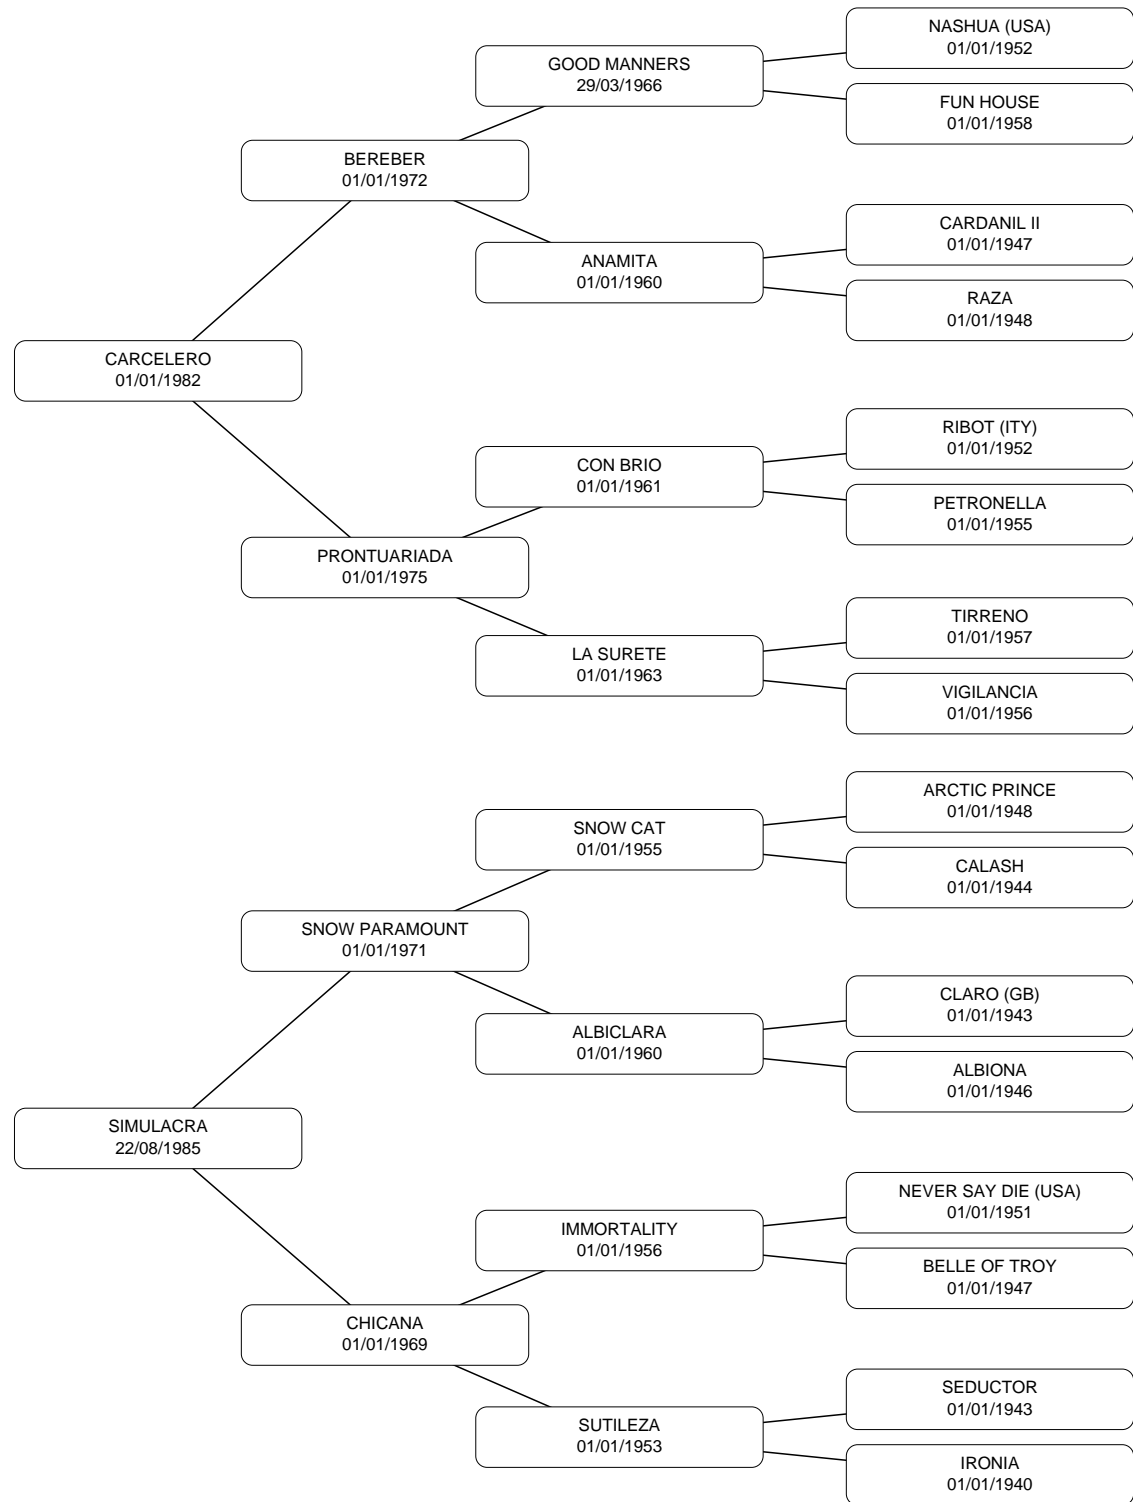 NASHUA (USA)
01/01/1952
GOOD MANNERS
29/03/1966
FUN HOUSE
01/01/1958
BEREBER
01/01/1972
CARDANIL II
01/01/1947
ANAMITA
01/01/1960
RAZA
01/01/1948
CARCELERO
01/01/1982
RIBOT (ITY)
01/01/1952
CON BRIO
01/01/1961
PETRONELLA
01/01/1955
PRONTUARIADA
01/01/1975
TIRRENO
01/01/1957
LA SURETE
01/01/1963
VIGILANCIA
01/01/1956
ARCTIC PRINCE
01/01/1948
SNOW CAT
01/01/1955
CALASH
01/01/1944
SNOW PARAMOUNT
01/01/1971
CLARO (GB)
01/01/1943
ALBICLARA
01/01/1960
ALBIONA
01/01/1946
SIMULACRA
22/08/1985
NEVER SAY DIE (USA)
01/01/1951
IMMORTALITY
01/01/1956
BELLE OF TROY
01/01/1947
CHICANA
01/01/1969
SEDUCTOR
01/01/1943
SUTILEZA
01/01/1953
IRONIA
01/01/1940